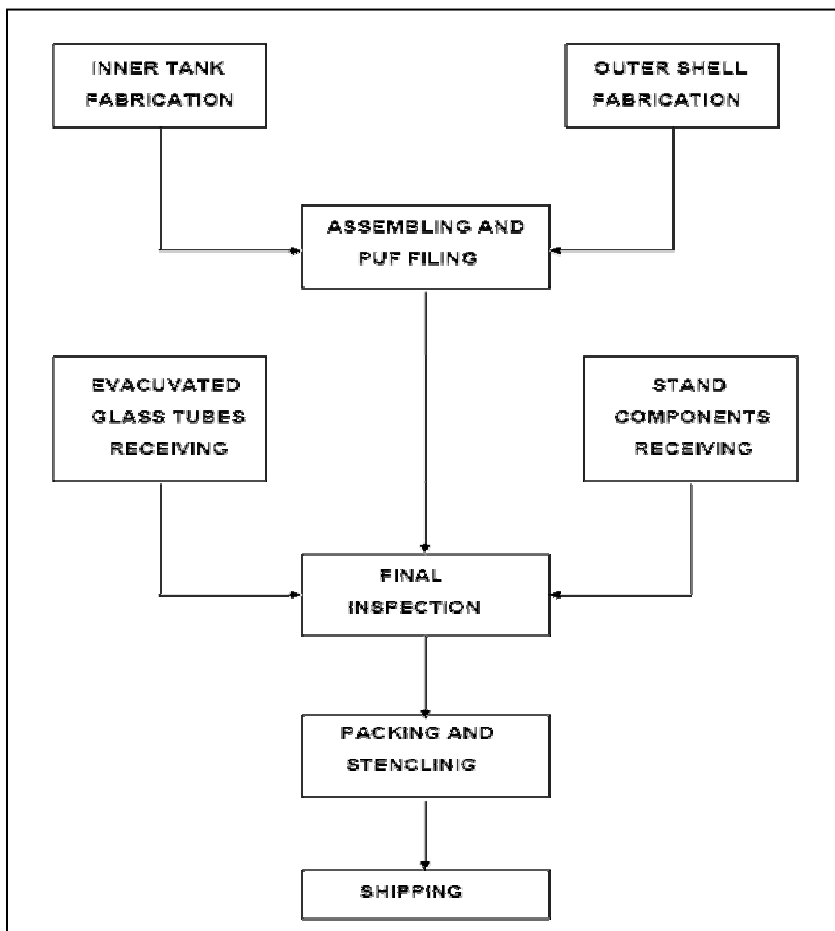 INNER TANK
FABRICATION
OUTER SHELL
FABRICATION
ASSEMBLING AND
PUF FILING
EVACUVATED
GLASS TUBES
RECEIVING
STAND
COMPONENTS
RECEIVING
FINAL
INSPECTION
PACKING AND
STENCLINIG
SHIPPING